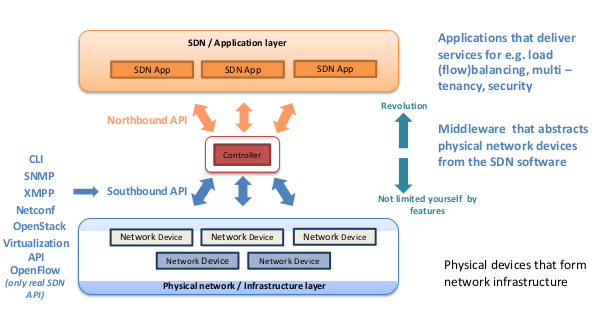 SDN / Application layer
SDN App
SDN App
SDN App
Applications that deliver
services for e.g. load
(flow)balancing, multi –
tenancy, security
Northbound API
Revolution
Controller
Middleware that abstracts
physical network devices
from the SDN software
CLI
SNMP
XMPP
Netconf
OpenStack
Virtualization
API
OpenFlow
(only real SDN
API)
Southbound API
Not limited yourself by
features
Network Device
Network Device
Network Device
Network Device
Network Device
Physical network / Infrastructure layer
Physical devices that form
network infrastructure